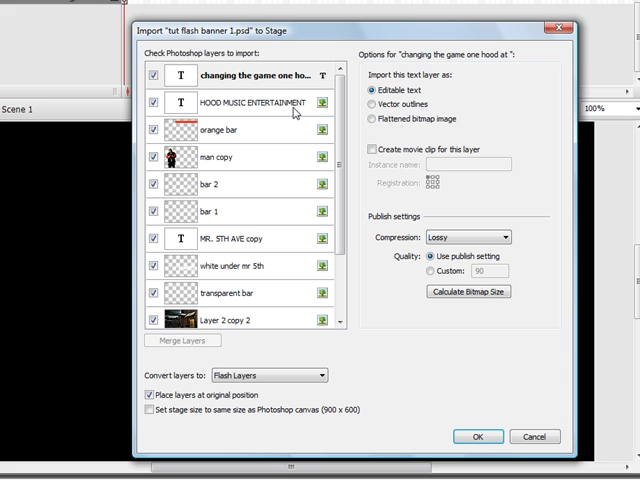 Import "tut flash banner 1.psd" to Stage
Check Photoshop layers to import:
T changing the game one ho... T
T HOOD MUSIC ENTERTAINMENT
orange bar
man copy
bar 2
bar 1
T MR. 5TH AVE copy
white under mr 5th
transparent bar
Layer 2 copy 2
Merge Layers
Convert layers to: Flash Layers
Place layers at original position
Set stage size to same size as Photoshop canvas (900 x 600)
Options for "changing the game one hood at ":
Import this text layer as:
Editable text
Vector outlines
Flattened bitmap image
Create movie clip for this layer
Instance name:
Registration:
Publish settings
Compression: Lossy
Quality: Use publish setting
Custom: 90
Calculate Bitmap Size
OK Cancel
Scene 1
100%